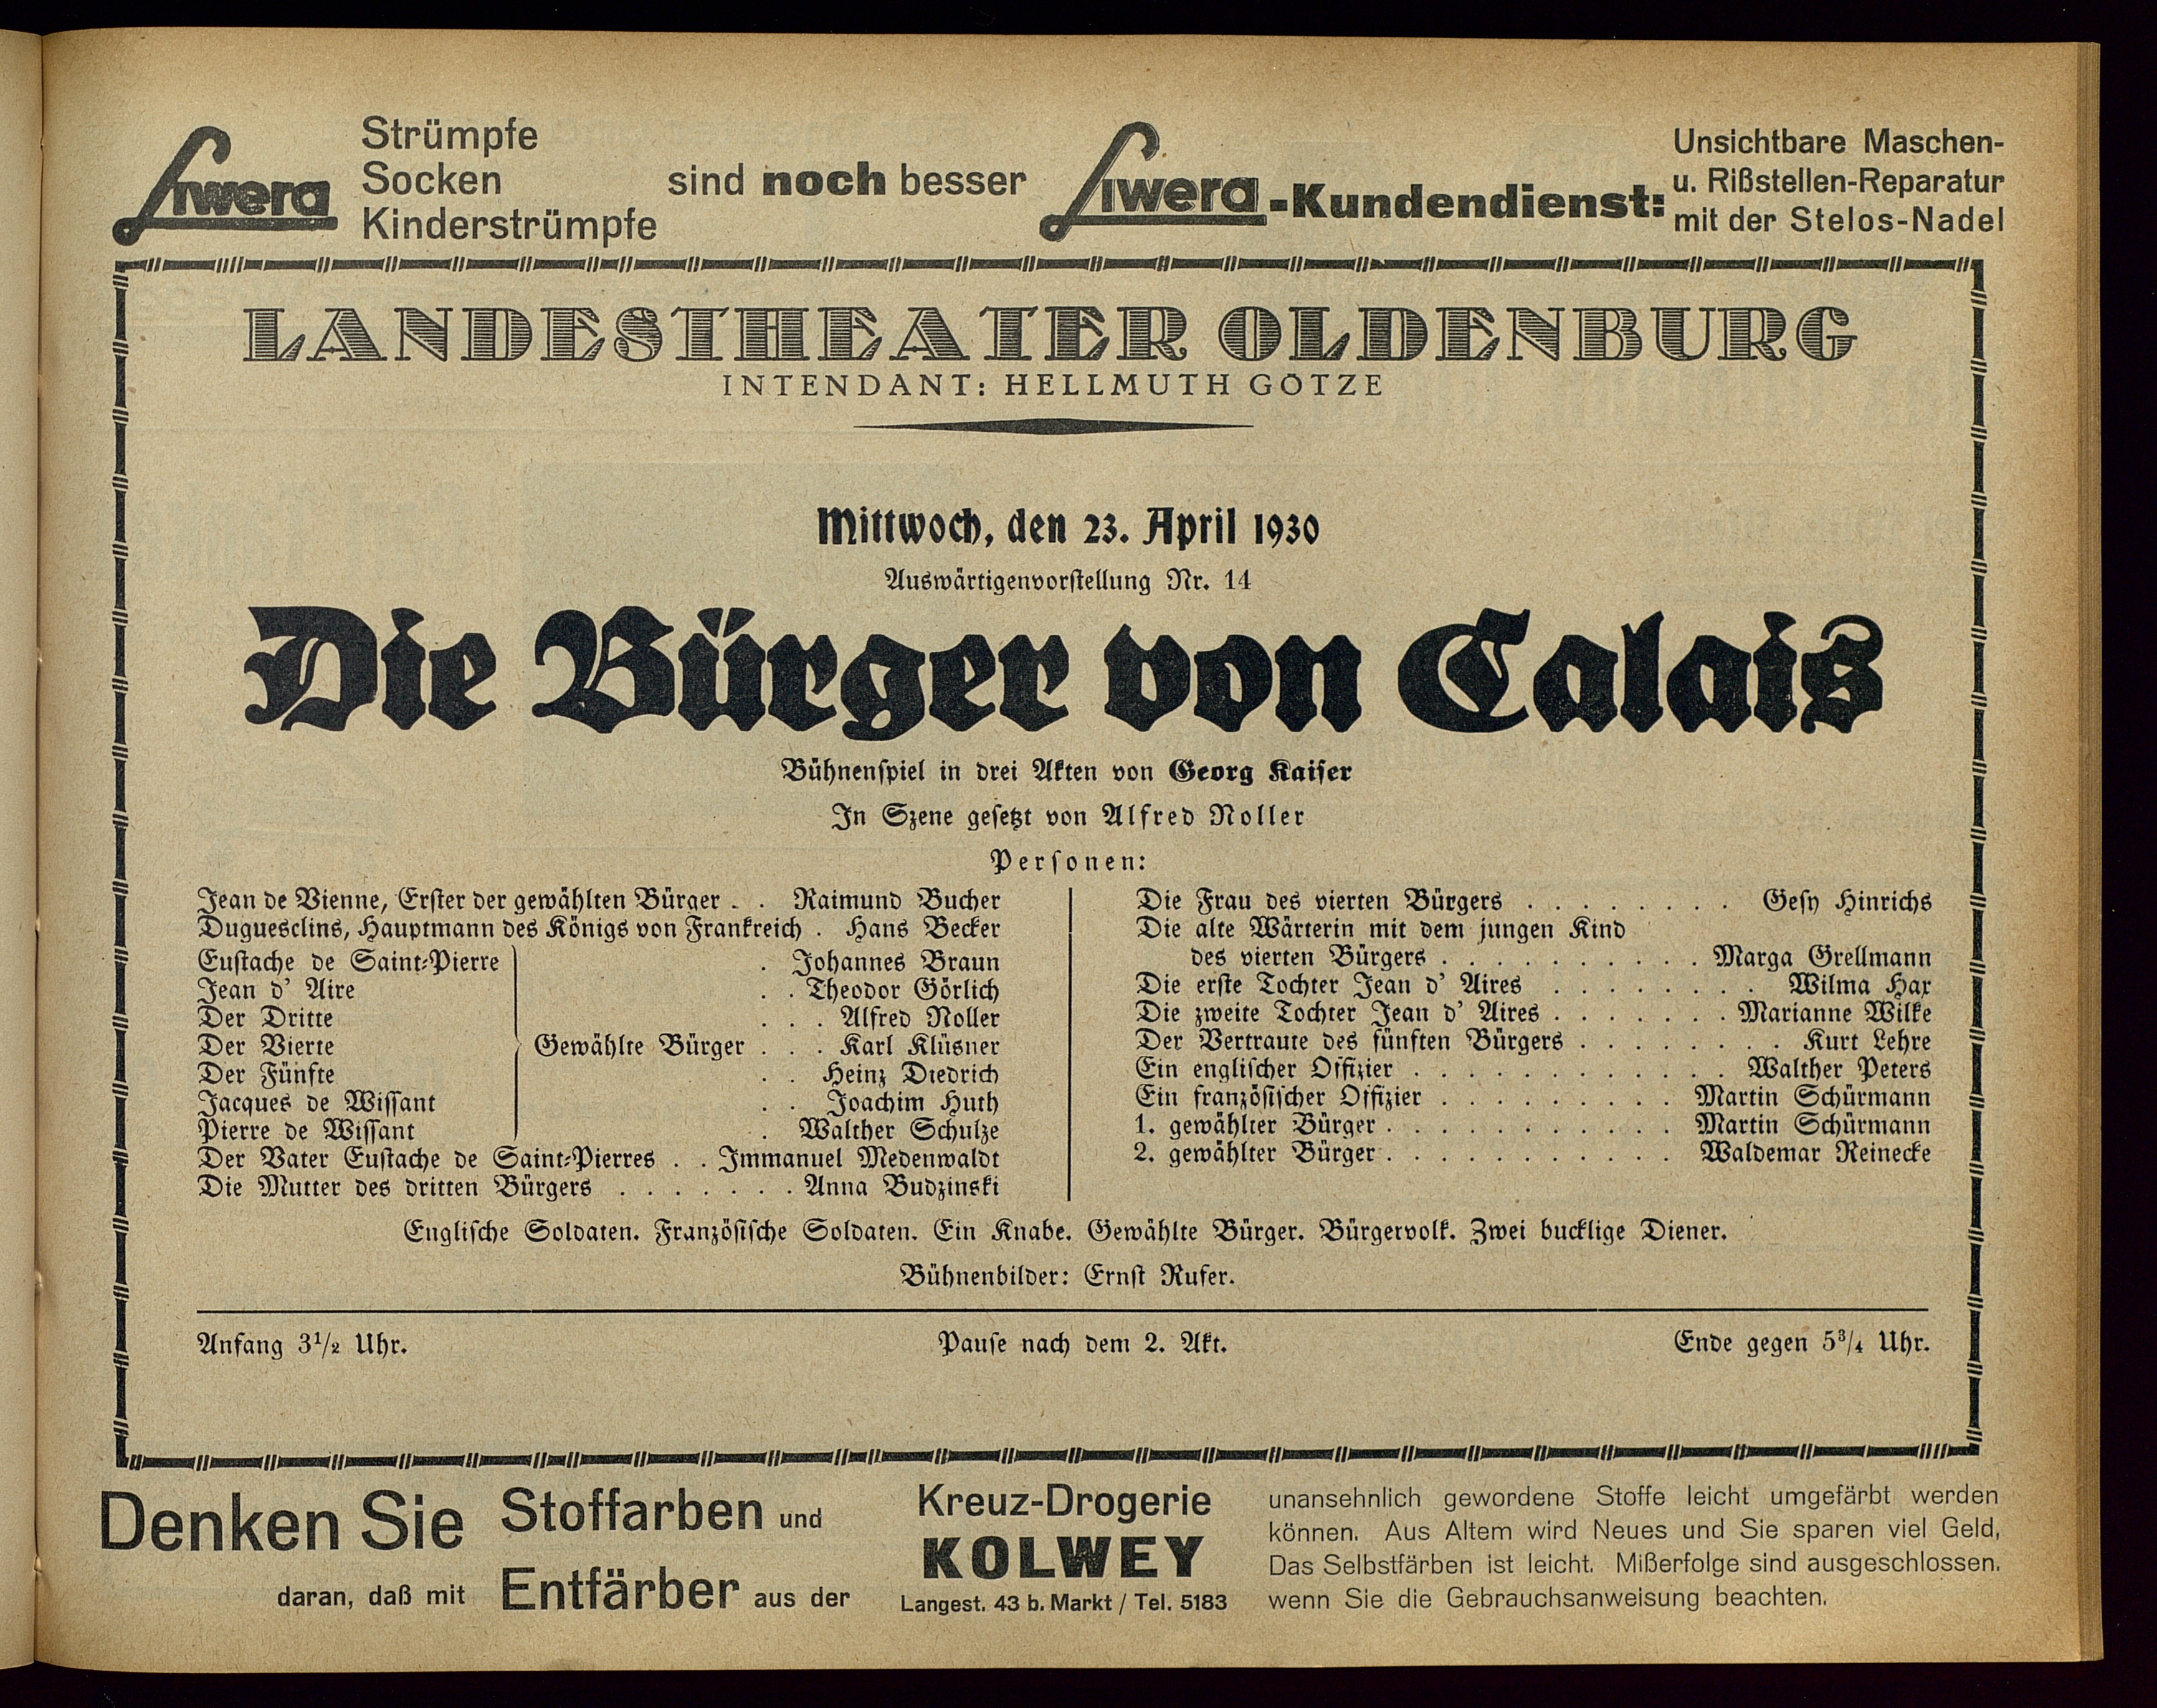 Liwera
Strümpfe
Socken
Kinderstrümpfe
sind noch besser
Liwera-Kundendienst:
Unsichtbare Maschen-
u. Rißstellen-Reparatur
mit der Stelos-Nadel
LANDESTHEATER OLDENBURG
INTENDANT: HELLMUTH GÖTZE
Mittwoch, den 23. April 1930
Auswärtigenvorstellung Nr. 14
Die Bürger von Calais
Bühnenspiel in drei Akten von Georg Kaiser
In Szene gesetzt von Alfred Noller
Personen:
Jean de Vienne, Erster der gewählten Bürger . . Raimund Bucher
Duguesclins, Hauptmann des Königs von Frankreich . Hans Becker
Eustache de Saint-Pierre . Johannes Braun
Jean d' Aire . . Theodor Görlich
Der Dritte . . . Alfred Noller
Der Vierte Gewählte Bürger . . . Karl Klüsner
Der Fünfte . . Heinz Diedrich
Jacques de Wissant . . Joachim Huth
Pierre de Wissant . Walther Schulze
Der Vater Eustache de Saint-Pierres . . Immanuel Medenwaldt
Die Mutter des dritten Bürgers . . . . . . . Anna Budzinski
Die Frau des vierten Bürgers . . . . . . . . Gesy Hinrichs
Die alte Wärterin mit dem jungen Kind
des vierten Bürgers . . . . . . . . . . Marga Grellmann
Die erste Tochter Jean d' Aires . . . . . . . . Wilma Hax
Die zweite Tochter Jean d' Aires . . . . . . . Marianne Wilke
Der Vertraute des fünften Bürgers . . . . . . . . Kurt Lehre
Ein englischer Offizier . . . . . . . . . . . . Walther Peters
Ein französischer Offizier . . . . . . . . . Martin Schürmann
1. gewählter Bürger . . . . . . . . . . . Martin Schürmann
2. gewählter Bürger . . . . . . . . . . . Waldemar Reinecke
Englische Soldaten. Französische Soldaten. Ein Knabe. Gewählte Bürger. Bürgervolk. Zwei bucklige Diener.
Bühnenbilder: Ernst Rufer.
Anfang 3½ Uhr. Pause nach dem 2. Akt. Ende gegen 5¾ Uhr.
Denken Sie
daran, daß mit
Stoffarben und
Entfärber aus der
Kreuz-Drogerie
KOLWEY
Langest. 43 b. Markt / Tel. 5183
unansehnlich gewordene Stoffe leicht umgefärbt werden
können. Aus Altem wird Neues und Sie sparen viel Geld,
Das Selbstfärben ist leicht. Mißerfolge sind ausgeschlossen.
wenn Sie die Gebrauchsanweisung beachten.